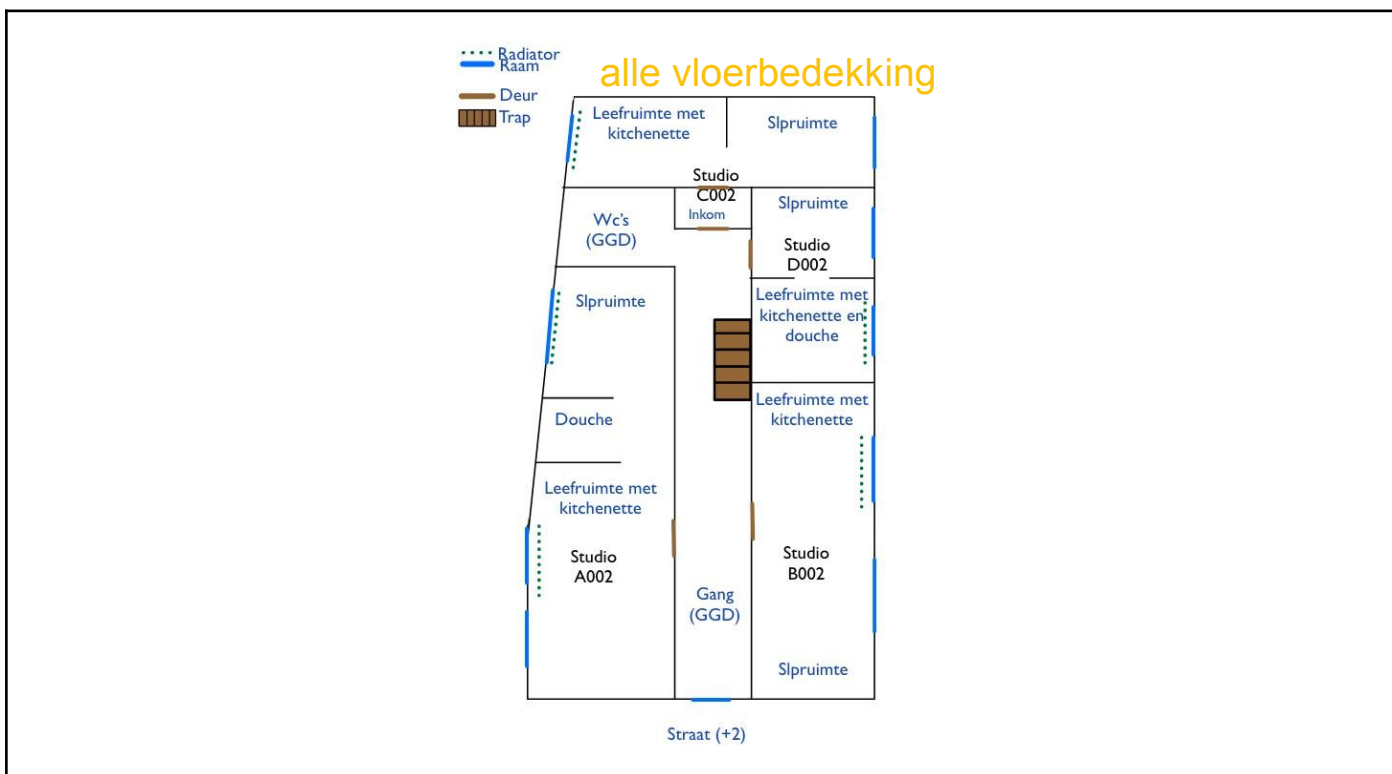 Radiator
Raam
Deur
Trap
alle vloerbedekking
Leefruimte met
kitchenette
Slpruimte
Studio
C002
Inkom
Wc's
(GGD)
Slpruimte
Studio
D002
Leefruimte met
kitchenette en
douche
Slpruimte
Douche
Leefruimte met
kitchenette
Leefruimte met
kitchenette
Studio
A002
Studio
B002
Gang
(GGD)
Slpruimte
Straat (+2)